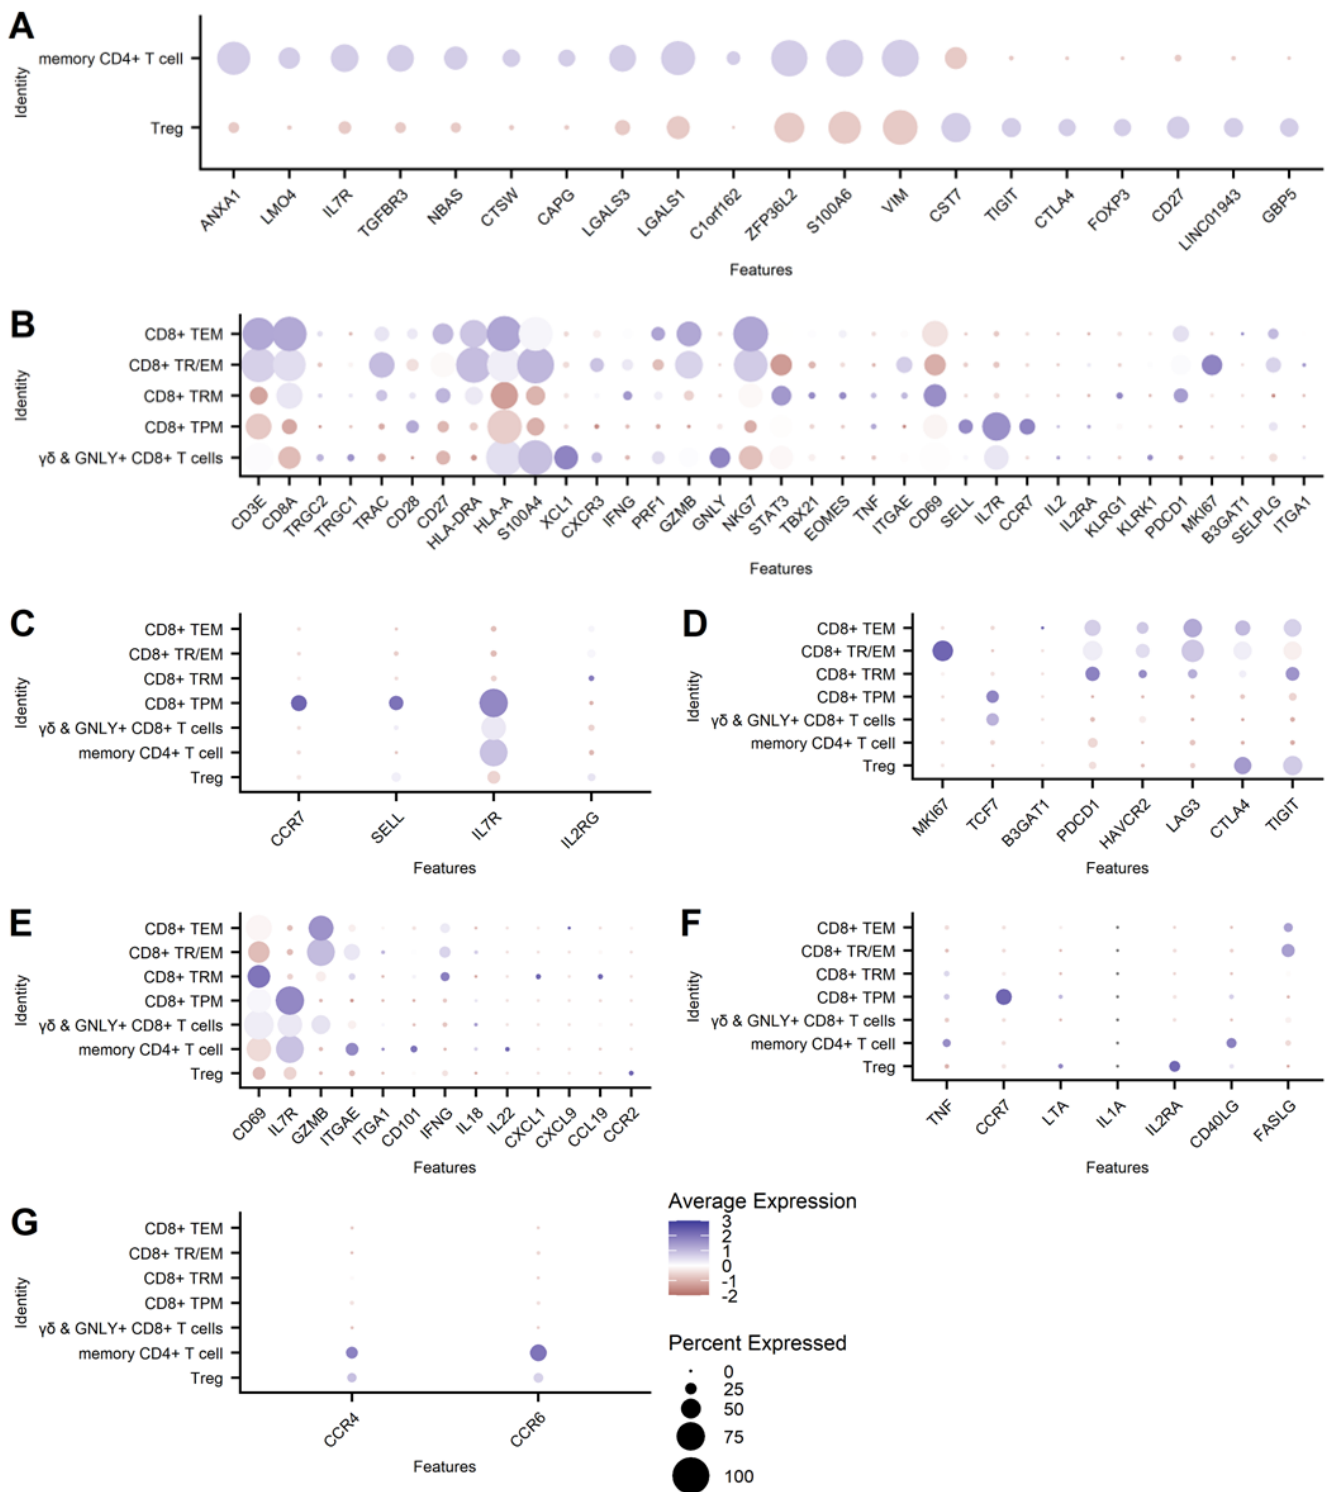 A
memory CD4+ T cell
Treg
Identity
ANXA1 LMO4 IL7R TGFBR3 NBAS CTSW CAPG LGALS3 LGALS1 C1orf162 ZFP36L2 S100A6 VIM CST7 TIGIT CTLA4 FOXP3 CD27 LINC01943 GBP5
Features
B
CD8+ TEM
CD8+ TR/EM
CD8+ TRM
CD8+ TPM
γδ & GNLY+ CD8+ T cells
Identity
CD3E CD8A TRGC2 TRGC1 TRAC CD28 CD27 HLA-DRA HLA-A S100A4 XCL1 CXCR3 IFNG PRF1 GZMB GNLY NKG7 STAT3 TBX21 EOMES TNF ITGAE CD69 SELL IL7R CCR7 IL2 IL2RA KLRG1 KLRK1 PDCD1 MKI67 B3GAT1 SELPLG ITGA1
Features
C
CD8+ TEM
CD8+ TR/EM
CD8+ TRM
CD8+ TPM
γδ & GNLY+ CD8+ T cells
memory CD4+ T cell
Treg
Identity
CCR7 SELL IL7R IL2RG
Features
D
CD8+ TEM
CD8+ TR/EM
CD8+ TRM
CD8+ TPM
γδ & GNLY+ CD8+ T cells
memory CD4+ T cell
Treg
Identity
MKI67 TCF7 B3GAT1 PDCD1 HAVCR2 LAG3 CTLA4 TIGIT
Features
E
CD8+ TEM
CD8+ TR/EM
CD8+ TRM
CD8+ TPM
γδ & GNLY+ CD8+ T cells
memory CD4+ T cell
Treg
Identity
CD69 IL7R GZMB ITGAE ITGA1 CD101 IFNG IL18 IL22 CXCL1 CXCL9 CCL19 CCR2
Features
F
CD8+ TEM
CD8+ TR/EM
CD8+ TRM
CD8+ TPM
γδ & GNLY+ CD8+ T cells
memory CD4+ T cell
Treg
Identity
TNF CCR7 LTA IL1A IL2RA CD40LG FASLG
Features
G
CD8+ TEM
CD8+ TR/EM
CD8+ TRM
CD8+ TPM
γδ & GNLY+ CD8+ T cells
memory CD4+ T cell
Treg
Identity
CCR4 CCR6
Features
Average Expression
3
2
1
0
-1
-2
Percent Expressed
0
25
50
75
100